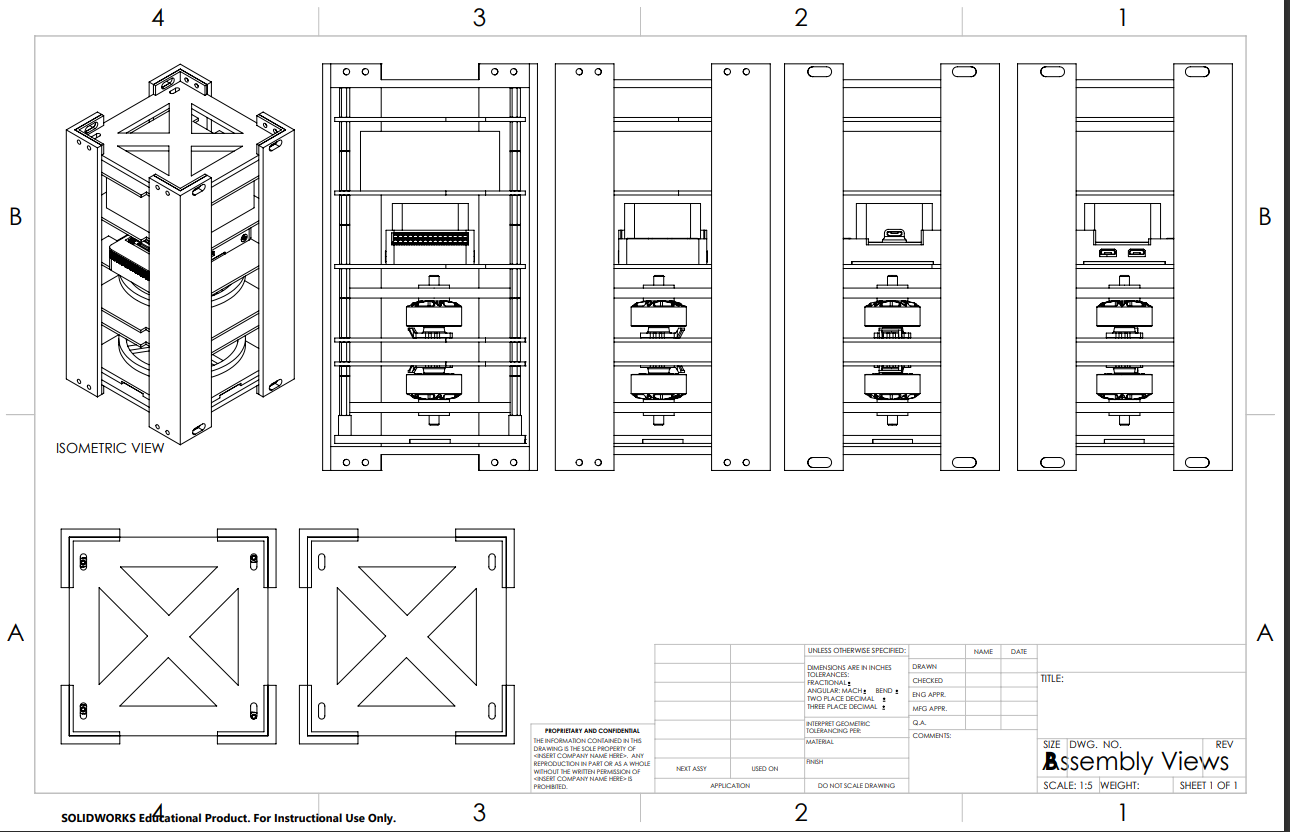 4 3 2 1
B B
ISOMETRIC VIEW
A A
UNLESS OTHERWISE SPECIFIED:
NAME DATE
DIMENSIONS ARE IN INCHES
TOLERANCES:
FRACTIONAL ±
ANGULAR: MACH ± BEND ±
TWO PLACE DECIMAL ±
THREE PLACE DECIMAL ±
DRAWN
CHECKED
ENG APPR.
MFG APPR.
Q.A.
COMMENTS:
TITLE:
INTERPRET GEOMETRIC
TOLERANCING PER:
MATERIAL
FINISH
PROPRIETARY AND CONFIDENTIAL
THE INFORMATION CONTAINED IN THIS
DRAWING IS THE SOLE PROPERTY OF
<INSERT COMPANY NAME HERE>. ANY
REPRODUCTION IN PART OR AS A WHOLE
WITHOUT THE WRITTEN PERMISSION OF
<INSERT COMPANY NAME HERE> IS
PROHIBITED.
NEXT ASSY USED ON
APPLICATION
DO NOT SCALE DRAWING
SIZE DWG. NO. REV
B
Assembly Views
SCALE: 1:5 WEIGHT: SHEET 1 OF 1
4 3 2 1
SOLIDWORKS Educational Product. For Instructional Use Only.